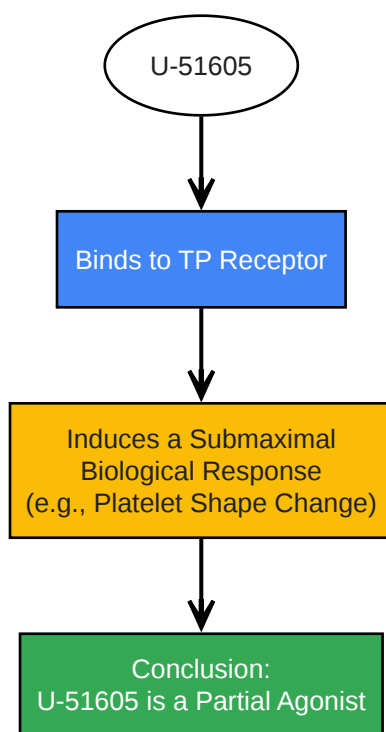 U-51605
Binds to TP Receptor
Induces a Submaximal
Biological Response
(e.g., Platelet Shape Change)
Conclusion:
U-51605 is a Partial Agonist